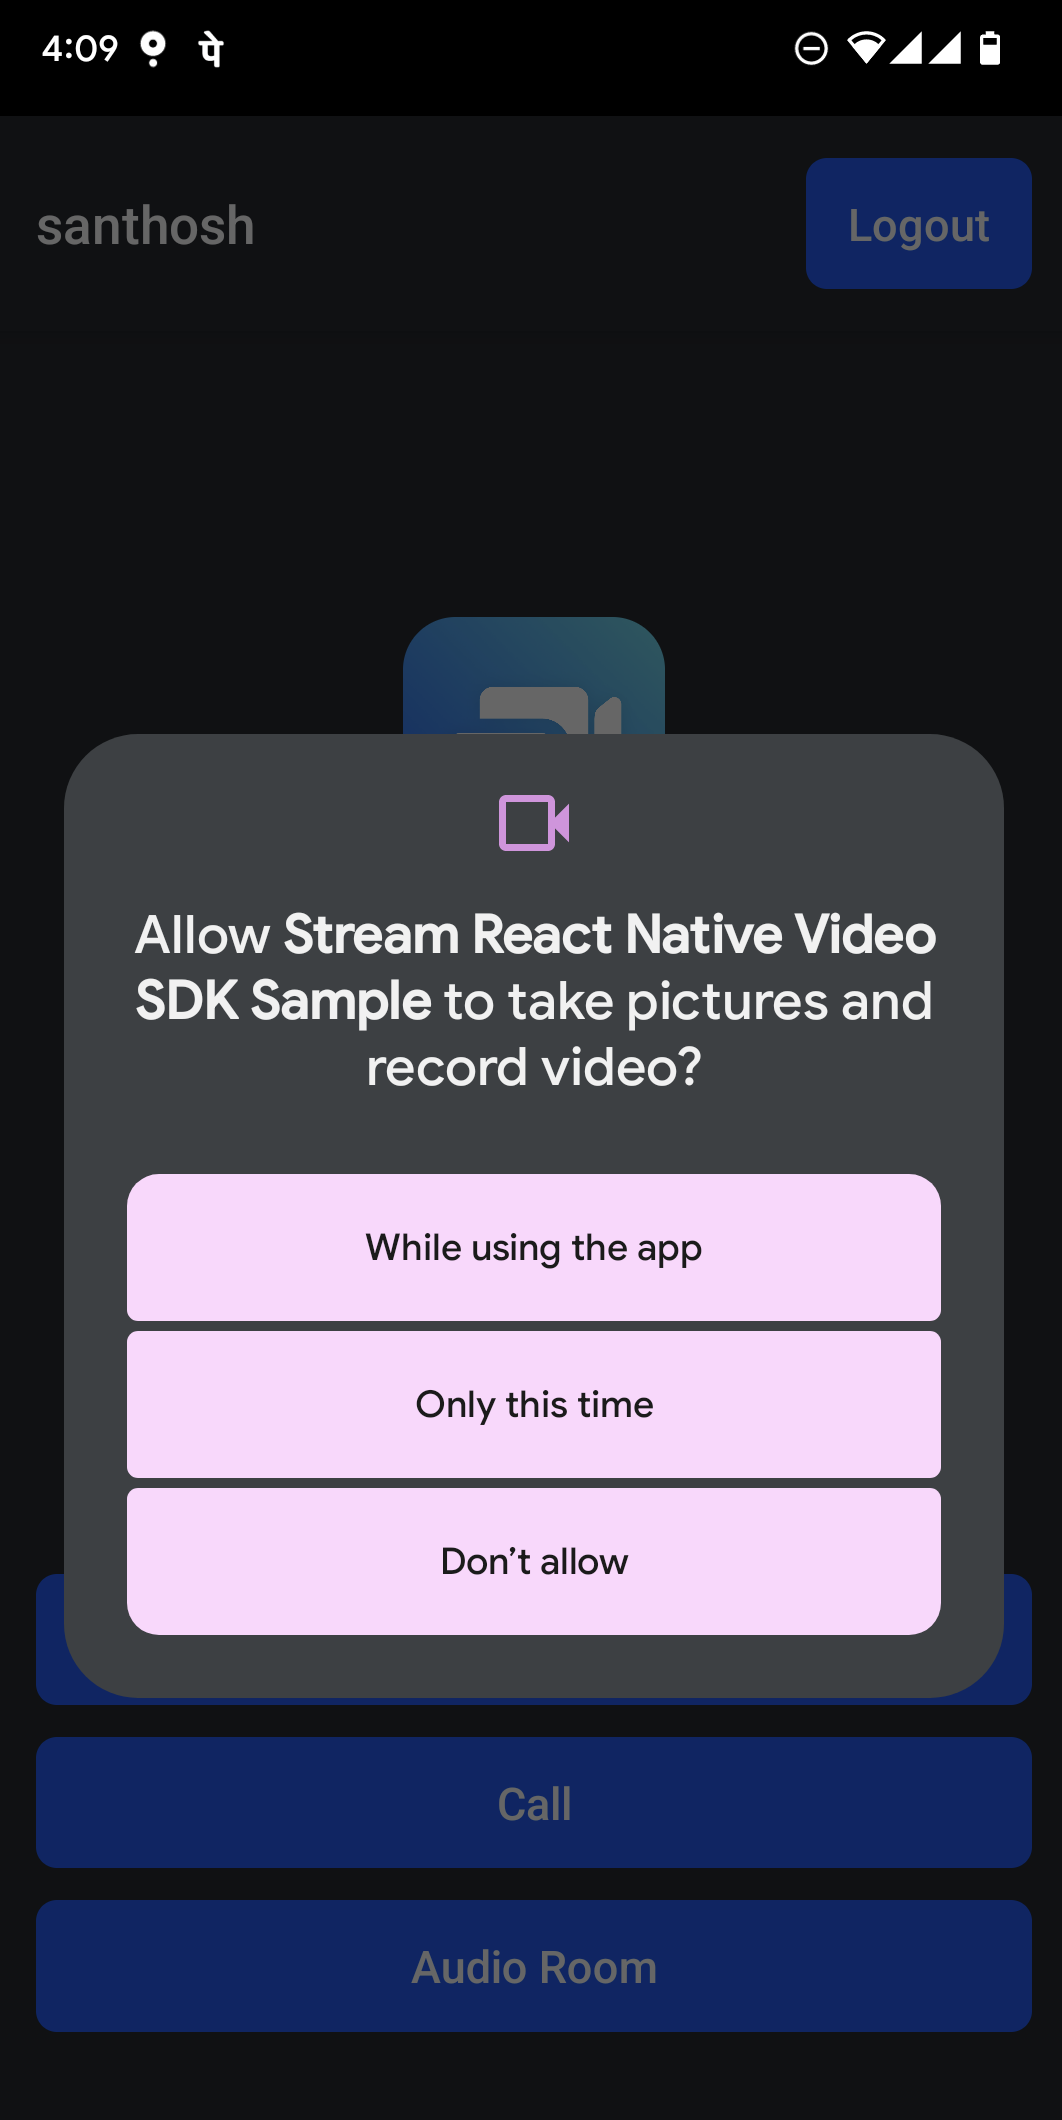 4:09 पे
santhosh
Logout
Allow Stream React Native Video
SDK Sample to take pictures and
record video?
While using the app
Only this time
Don’t allow
Call
Audio Room